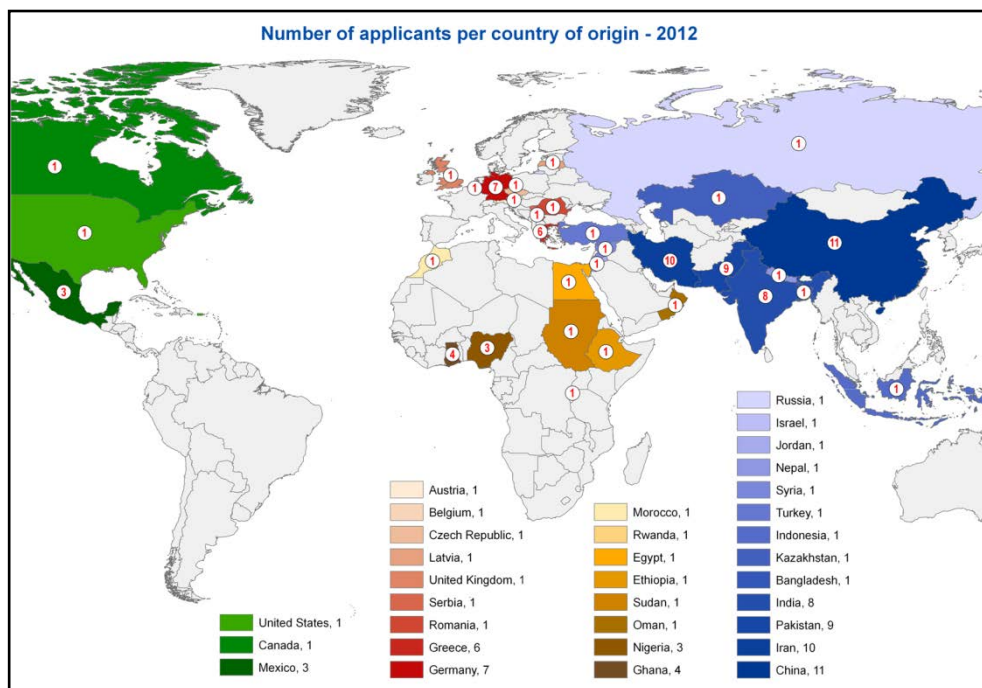 Number of applicants per country of origin - 2012
1
1
3
1
1
7
1
1
1
1
1
6
1
1
1
1
1
1
11
10
9
1
8
1
1
1
1
1
1
4
3
1
1
United States, 1
Canada, 1
Mexico, 3
Austria, 1
Belgium, 1
Czech Republic, 1
Latvia, 1
United Kingdom, 1
Serbia, 1
Romania, 1
Greece, 6
Germany, 7
Morocco, 1
Rwanda, 1
Egypt, 1
Ethiopia, 1
Sudan, 1
Oman, 1
Nigeria, 3
Ghana, 4
Russia, 1
Israel, 1
Jordan, 1
Nepal, 1
Syria, 1
Turkey, 1
Indonesia, 1
Kazakhstan, 1
Bangladesh, 1
India, 8
Pakistan, 9
Iran, 10
China, 11